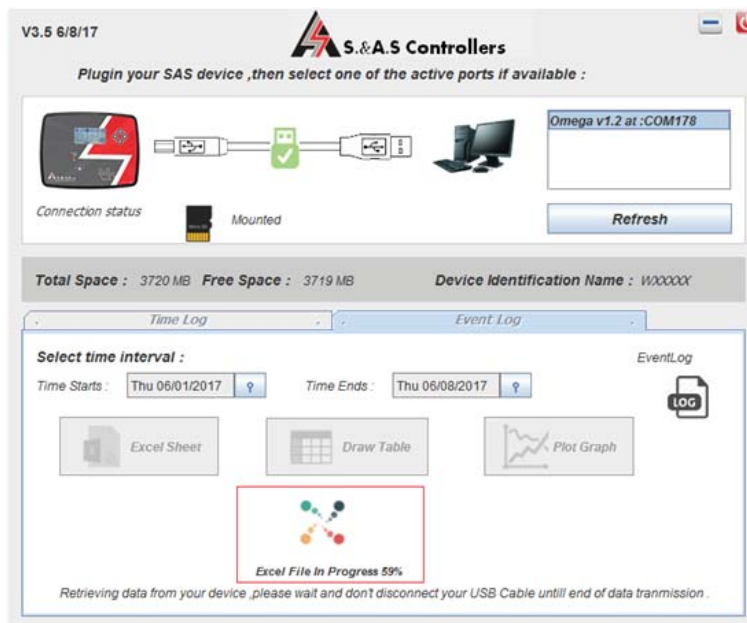 V3.5 6/8/17
S.&A.S Controllers
Plugin your SAS device ,then select one of the active ports if available :
Omega v1.2 at :COM178
Connection status
Mounted
Refresh
Total Space : 3720 MB Free Space : 3719 MB Device Identification Name : WXXXXX
Time Log Event Log
Select time interval :
EventLog
Time Starts : Thu 06/01/2017 Time Ends : Thu 06/08/2017
LOG
Excel Sheet Draw Table Plot Graph
Excel File In Progress 59%
Retrieving data from your device ,please wait and don't disconnect your USB Cable untill end of data tranmission .